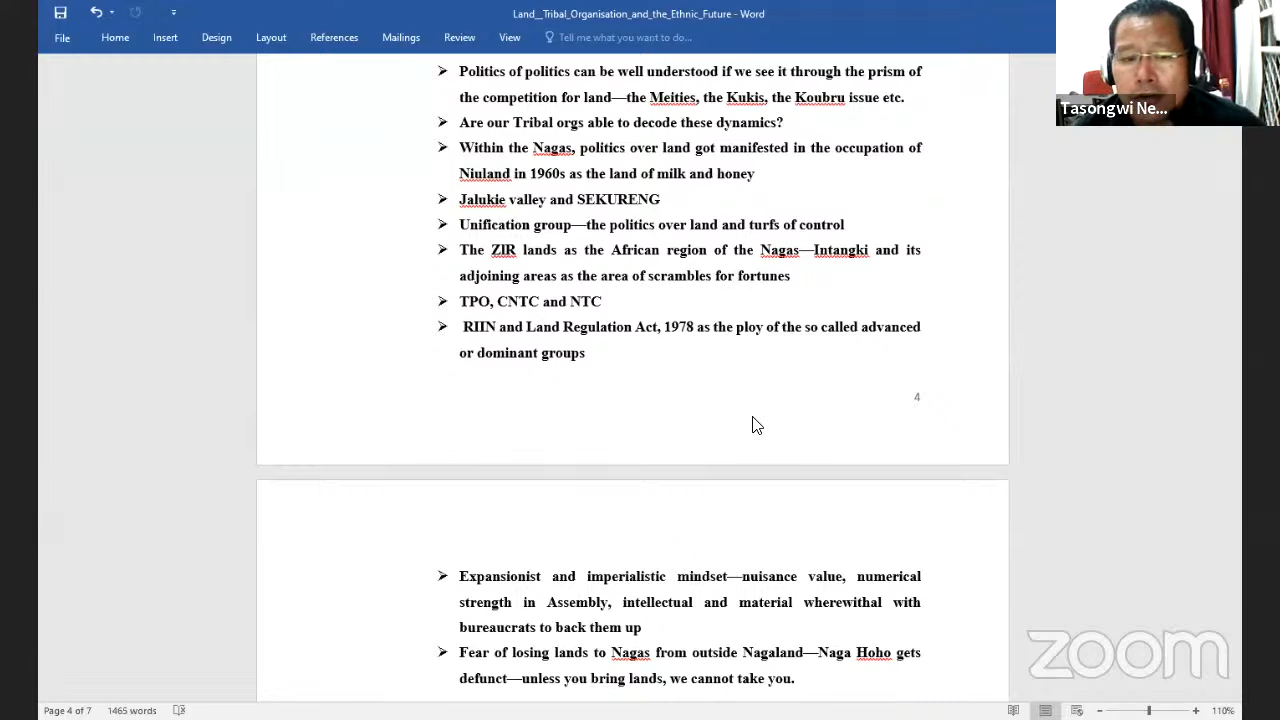 Land__Tribal_Organisation_and_the_Ethnic_Future - Word
File Home Insert Design Layout References Mailings Review View Tell me what you want to do...
Tasongwi Ne...
➢ Politics of politics can be well understood if we see it through the prism of
the competition for land—the Meities, the Kukis, the Koubru issue etc.
➢ Are our Tribal orgs able to decode these dynamics?
➢ Within the Nagas, politics over land got manifested in the occupation of
Niuland in 1960s as the land of milk and honey
➢ Jalukie valley and SEKURENG
➢ Unification group—the politics over land and turfs of control
➢ The ZIR lands as the African region of the Nagas—Intangki and its
adjoining areas as the area of scrambles for fortunes
➢ TPO, CNTC and NTC
➢ RIIN and Land Regulation Act, 1978 as the ploy of the so called advanced
or dominant groups
4
➢ Expansionist and imperialistic mindset—nuisance value, numerical
strength in Assembly, intellectual and material wherewithal with
bureaucrats to back them up
➢ Fear of losing lands to Nagas from outside Nagaland—Naga Hoho gets
defunct—unless you bring lands, we cannot take you.
zoom
Page 4 of 7 1465 words 110%